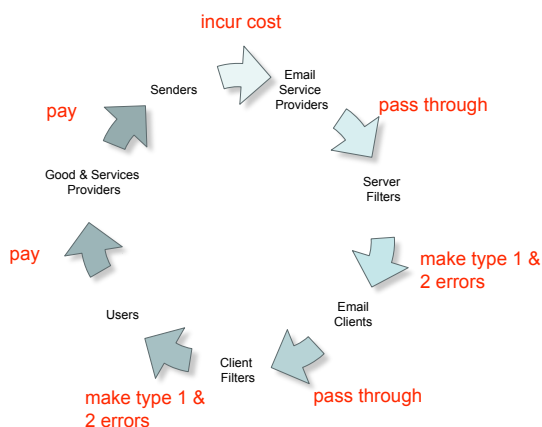 incur cost
Senders
Email
Service
Providers
pay
pass through
Good & Services
Providers
Server
Filters
pay
make type 1 &
2 errors
Email
Clients
Users
Client
Filters
make type 1 &
2 errors
pass through